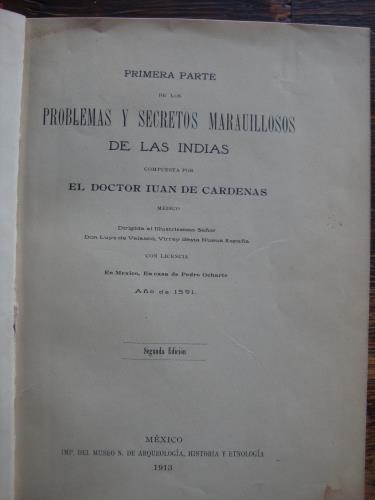 PRIMERA PARTE
DE LOS
PROBLEMAS Y SECRETOS MARAUILLOSOS
DE LAS INDIAS
COMPUESTA POR
EL DOCTOR IUAN DE CARDENAS
MÉDICO
Dirigida al Illustrissimo Señor
Don Luys de Velasco, Virrey desta Nueua España
CON LICENCIA
En Mexico, En casa de Pedro Ocharte
Año de 1591.
Segunda Edición
MÉXICO
IMP. DEL MUSEO N. DE ARQUEOLOGÍA, HISTORIA Y ETNOLOGÍA
1913